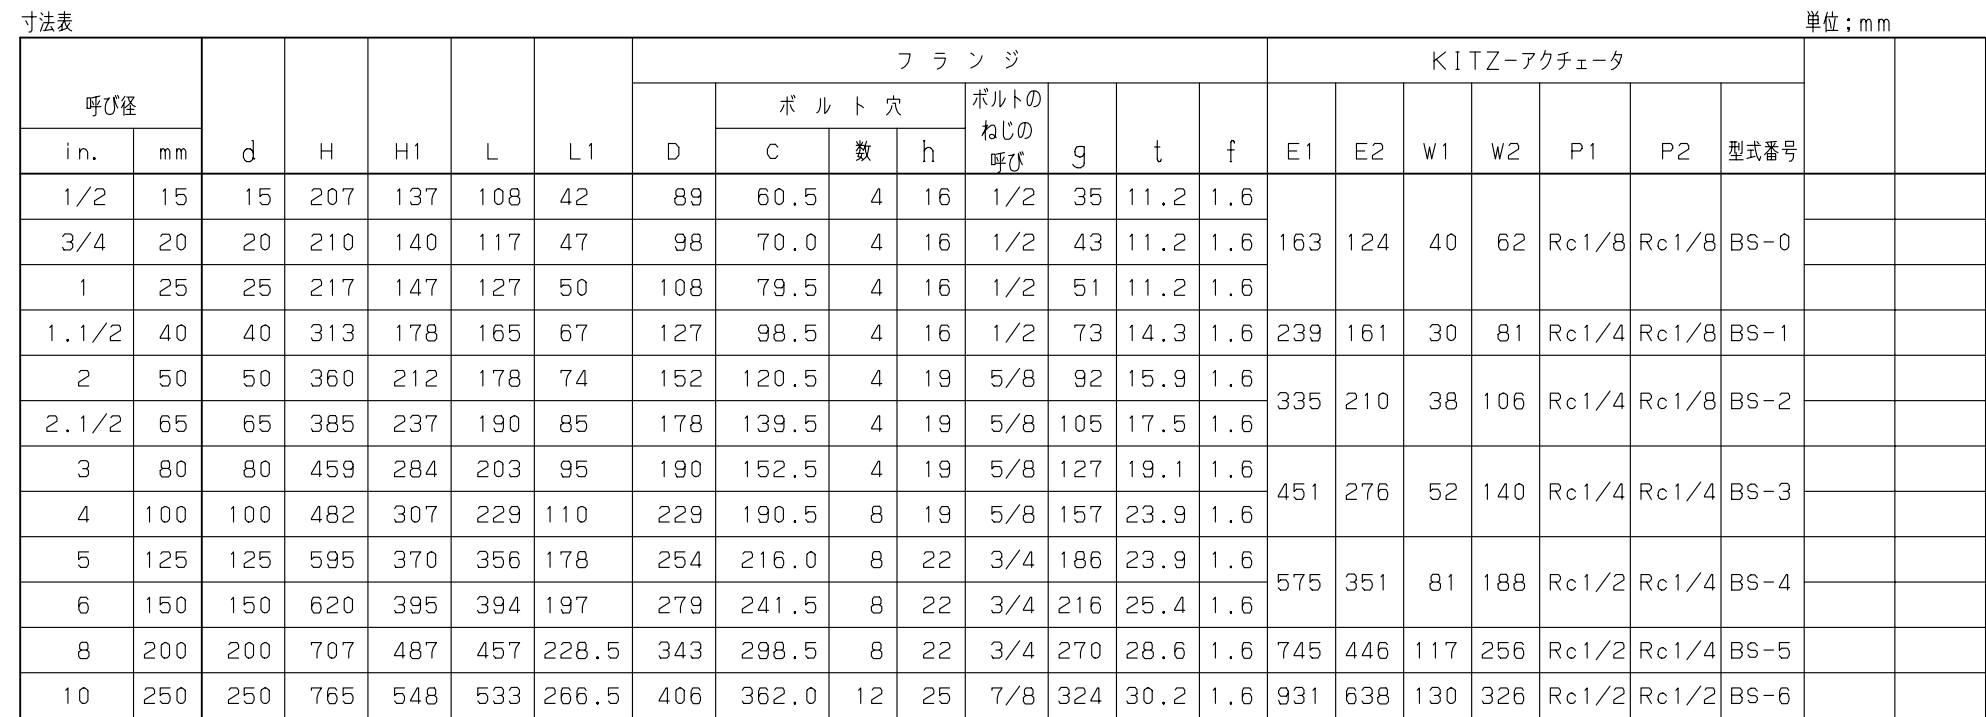 寸法表 単位;mm
フランジ KITZ-アクチェータ
呼び径 ボルト穴 ボルトの
ねじの
in. mm d H H1 L L1 D C 数 h 呼び g t f E1 E2 W1 W2 P1 P2 型式番号
1/2 15 15 207 137 108 42 89 60.5 4 16 1/2 35 11.2 1.6
3/4 20 20 210 140 117 47 98 70.0 4 16 1/2 43 11.2 1.6 163 124 40 62 Rc1/8 Rc1/8 BS-0
1 25 25 217 147 127 50 108 79.5 4 16 1/2 51 11.2 1.6
1.1/2 40 40 313 178 165 67 127 98.5 4 16 1/2 73 14.3 1.6 239 161 30 81 Rc1/4 Rc1/8 BS-1
2 50 50 360 212 178 74 152 120.5 4 19 5/8 92 15.9 1.6
335 210 38 106 Rc1/4 Rc1/8 BS-2
2.1/2 65 65 385 237 190 85 178 139.5 4 19 5/8 105 17.5 1.6
3 80 80 459 284 203 95 190 152.5 4 19 5/8 127 19.1 1.6
451 276 52 140 Rc1/4 Rc1/4 BS-3
4 100 100 482 307 229 110 229 190.5 8 19 5/8 157 23.9 1.6
5 125 125 595 370 356 178 254 216.0 8 22 3/4 186 23.9 1.6
575 351 81 188 Rc1/2 Rc1/4 BS-4
6 150 150 620 395 394 197 279 241.5 8 22 3/4 216 25.4 1.6
8 200 200 707 487 457 228.5 343 298.5 8 22 3/4 270 28.6 1.6 745 446 117 256 Rc1/2 Rc1/4 BS-5
10 250 250 765 548 533 266.5 406 362.0 12 25 7/8 324 30.2 1.6 931 638 130 326 Rc1/2 Rc1/2 BS-6